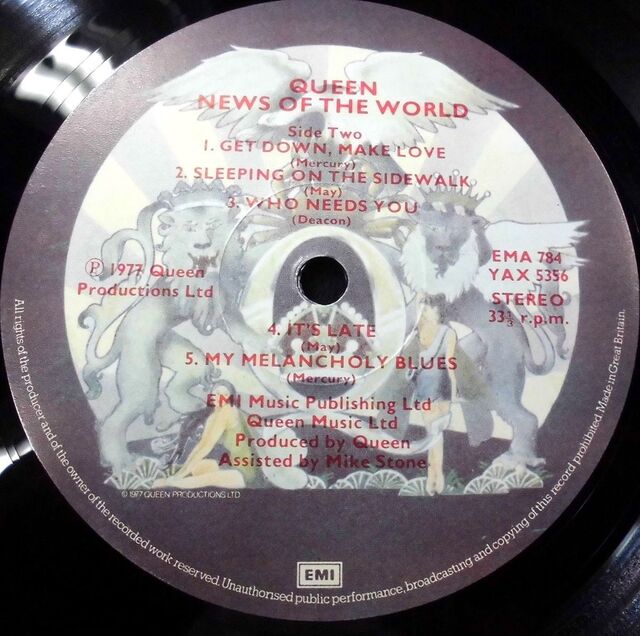 QUEEN
NEWS OF THE WORLD
Side Two
1. GET DOWN, MAKE LOVE
(Mercury)
2. SLEEPING ON THE SIDEWALK
(May)
3. WHO NEEDS YOU
(Deacon)
Ⓟ 1977 Queen
Productions Ltd
EMA 784
YAX 5356
STEREO
33⅓ r.p.m.
4. IT'S LATE
(May)
5. MY MELANCHOLY BLUES
(Mercury)
EMI Music Publishing Ltd
Queen Music Ltd
Produced by Queen
Assisted by Mike Stone
© 1977 QUEEN PRODUCTIONS LTD
EMI
All rights of the producer and of the owner of the recorded work reserved. Unauthorised public performance, broadcasting and copying of this record prohibited. Made in Great Britain.